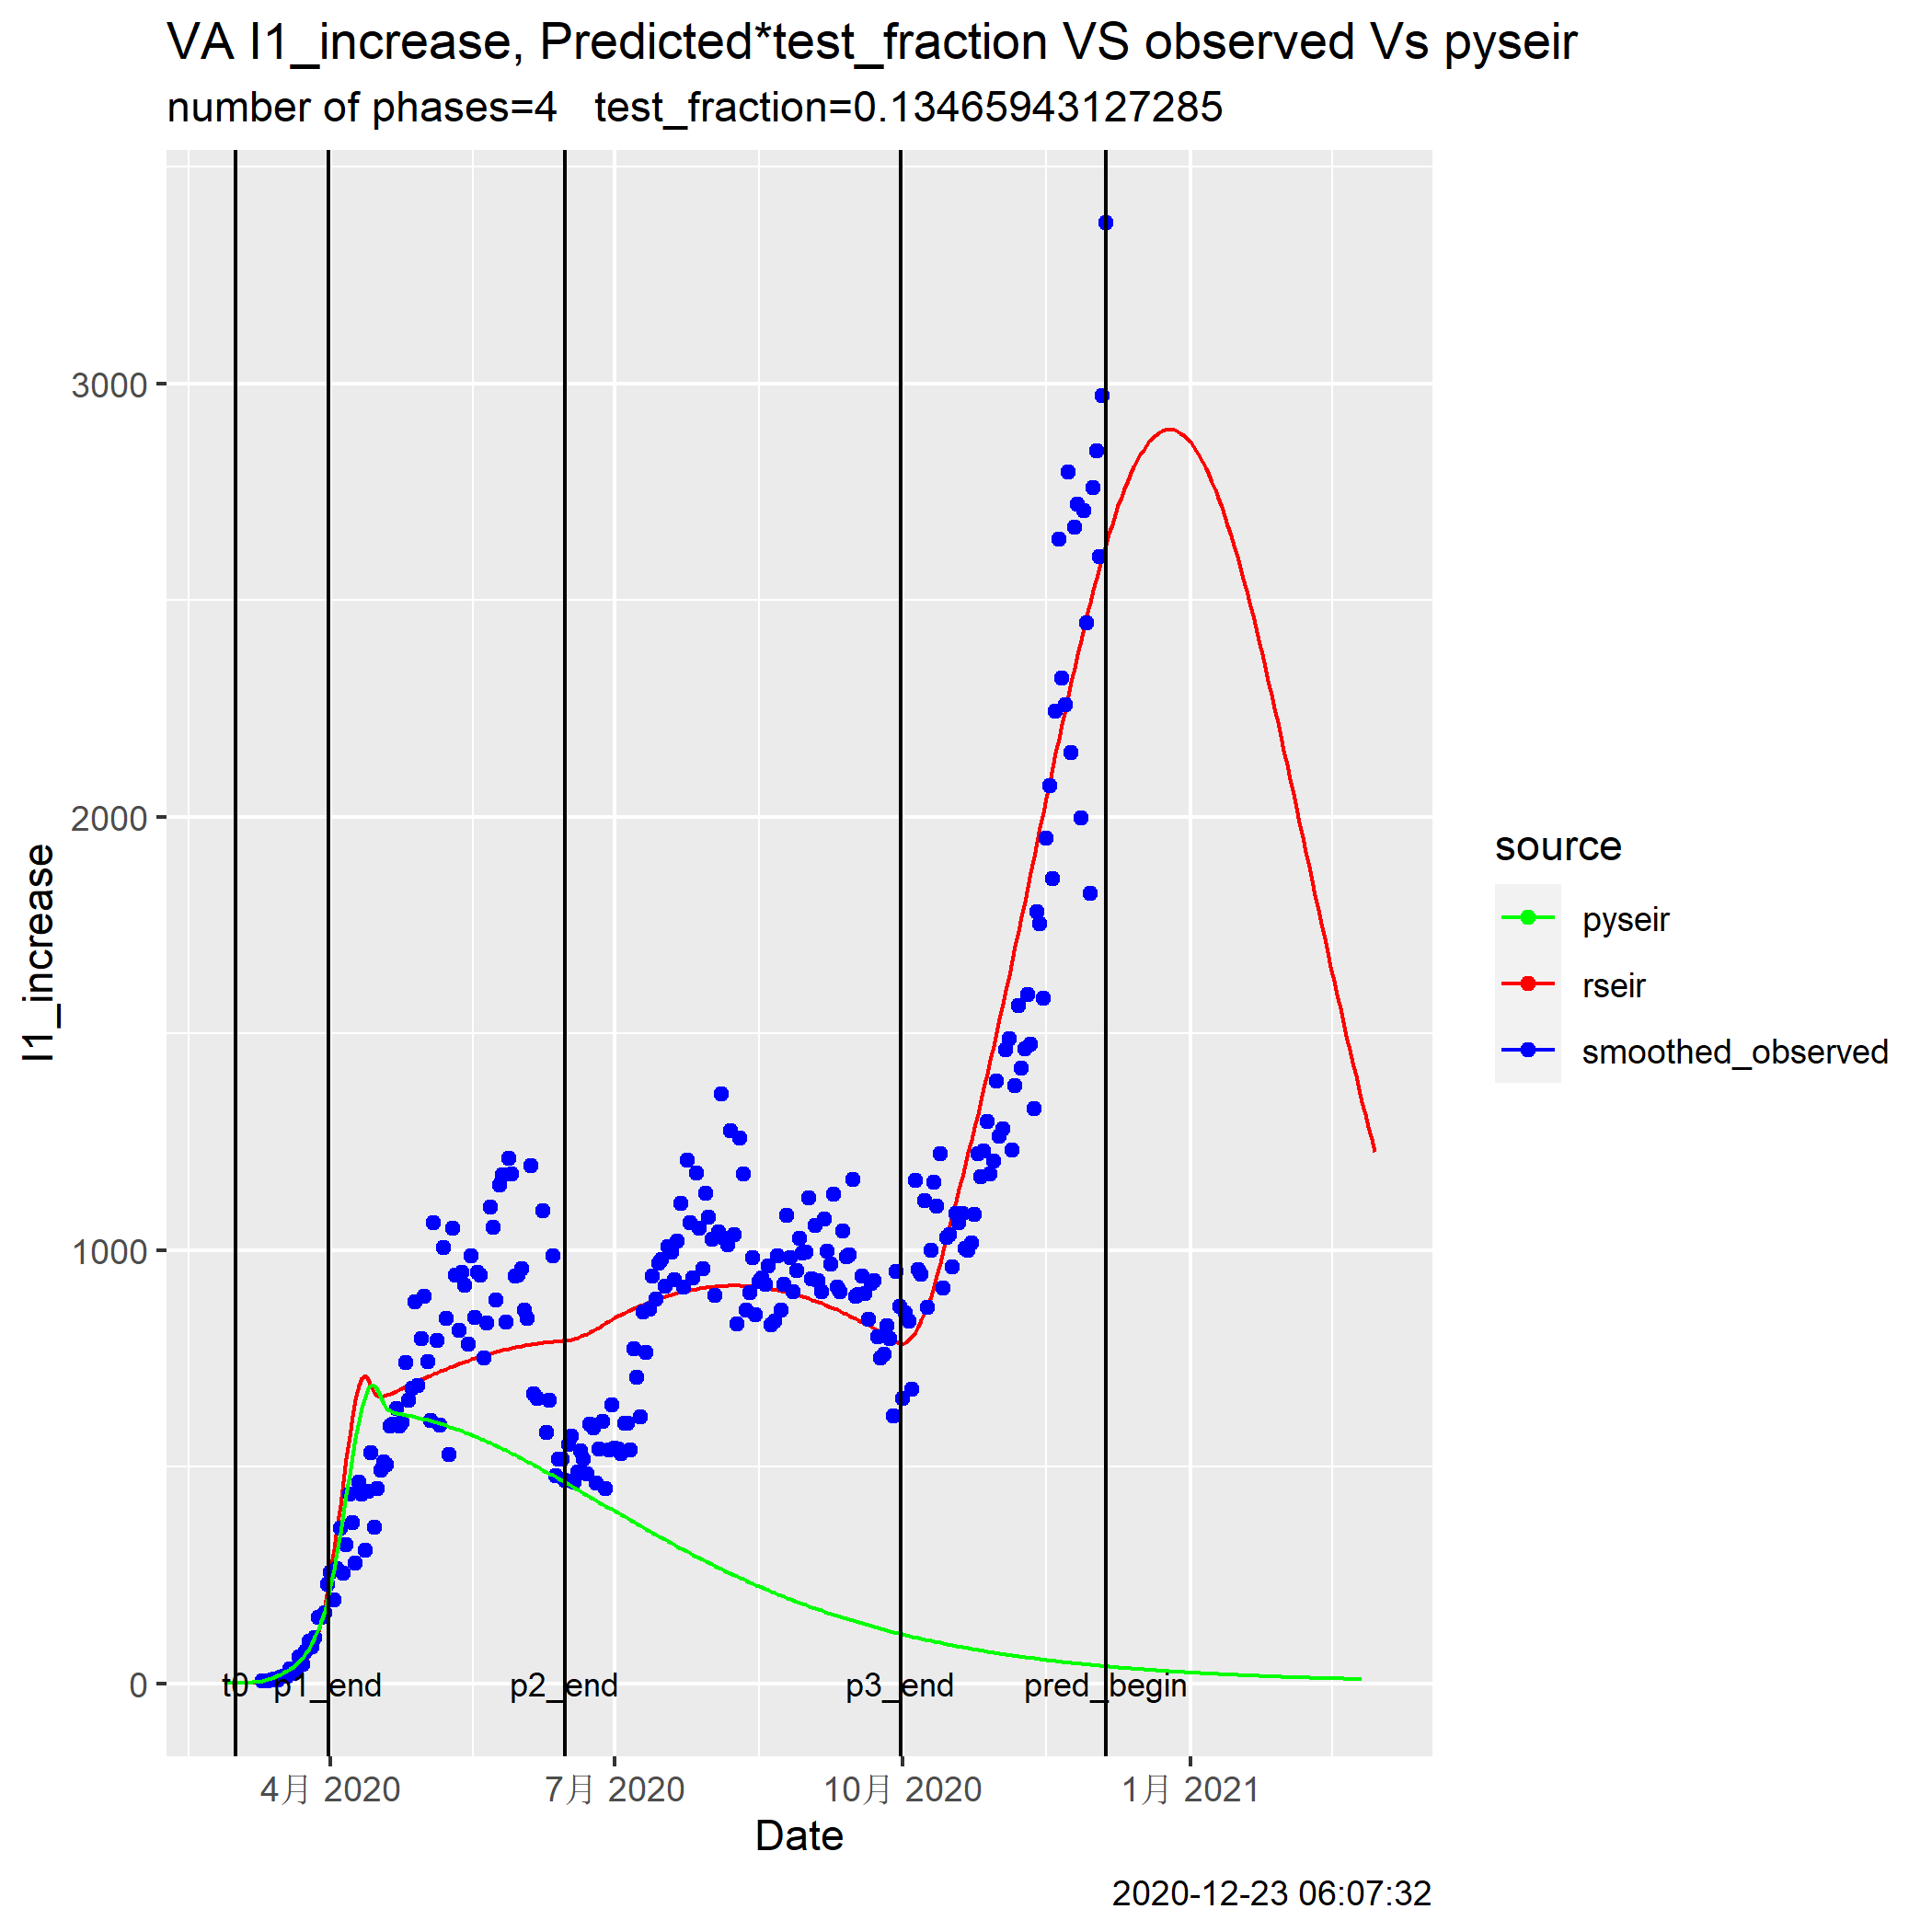 VA I1_increase, Predicted*test_fraction VS observed Vs pyseir
number of phases=4   test_fraction=0.13465943127285
I1_increase
3000
2000
1000
0
t0 p1_end p2_end p3_end pred_begin
4月 2020 7月 2020 10月 2020 1月 2021
Date
source
pyseir
rseir
smoothed_observed
2020-12-23 06:07:32